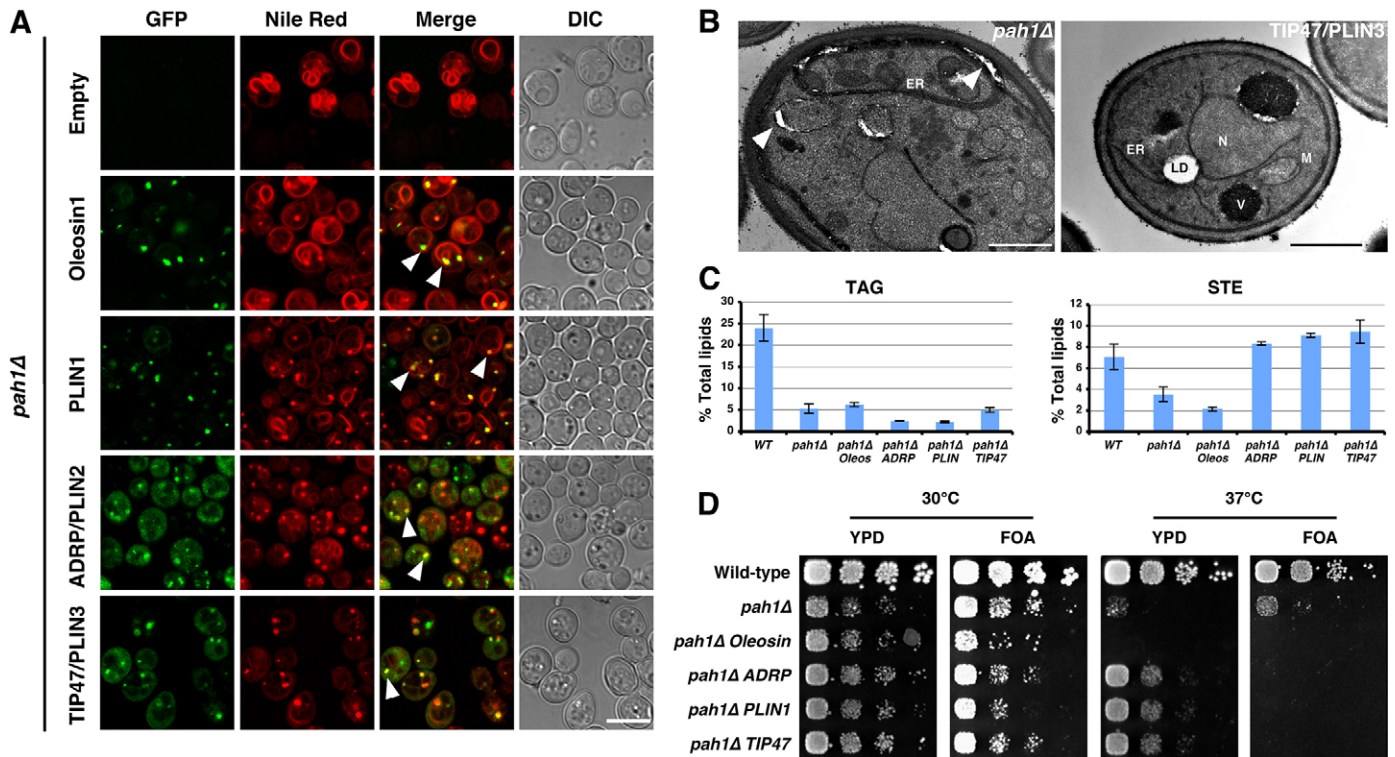 A
GFP
Nile Red
Merge
DIC
pah1Δ
Empty
Oleosin1
PLIN1
ADRP/PLIN2
TIP47/PLIN3
B
pah1Δ
ER
TIP47/PLIN3
ER
LD
N
M
V
V
C
TAG
% Total lipids
30
25
20
15
10
5
0
WT
pah1Δ
pah1Δ
Oleos
pah1Δ
ADRP
pah1Δ
PLIN
pah1Δ
TIP47
STE
% Total lipids
12
10
8
6
4
2
0
WT
pah1Δ
pah1Δ
Oleos
pah1Δ
ADRP
pah1Δ
PLIN
pah1Δ
TIP47
D
30°C
37°C
YPD
FOA
YPD
FOA
Wild-type
pah1Δ
pah1Δ Oleosin
pah1Δ ADRP
pah1Δ PLIN1
pah1Δ TIP47